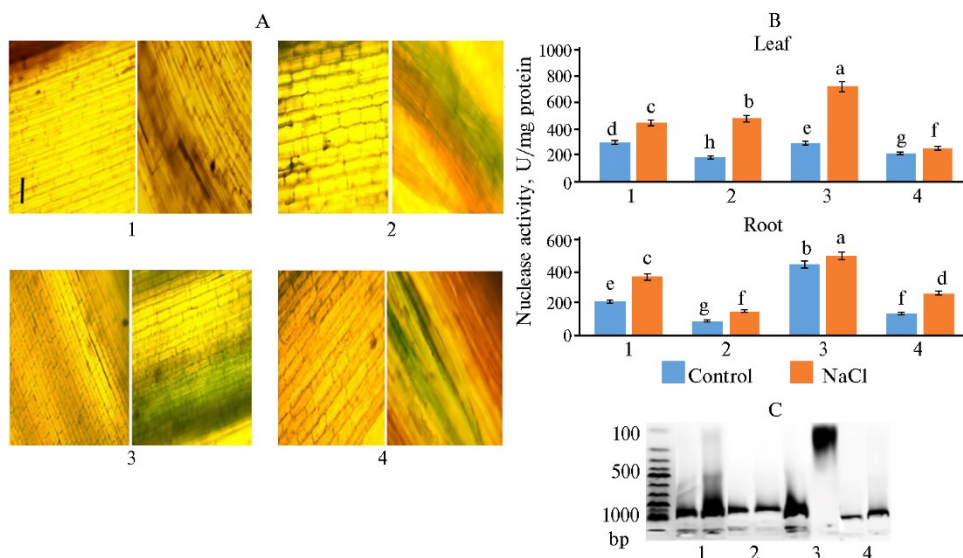 A
1
2
3
4
B
Nuclease activity, U/mg protein
Leaf
1000
800
600
400
200
0
d
c
h
b
e
a
g
f
1
2
3
4
Root
600
400
200
0
e
c
g
f
b
a
f
d
1
2
3
4
Control
NaCl
C
100
500
1000
bp
1
2
3
4